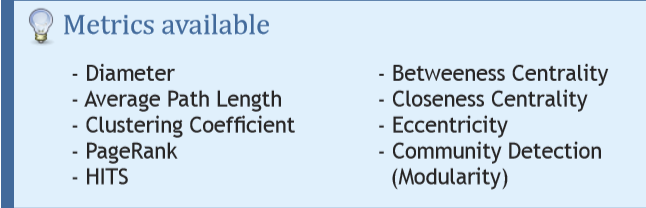 Metrics available
- Diameter
- Average Path Length
- Clustering Coefficient
- PageRank
- HITS
- Betweeness Centrality
- Closeness Centrality
- Eccentricity
- Community Detection
(Modularity)